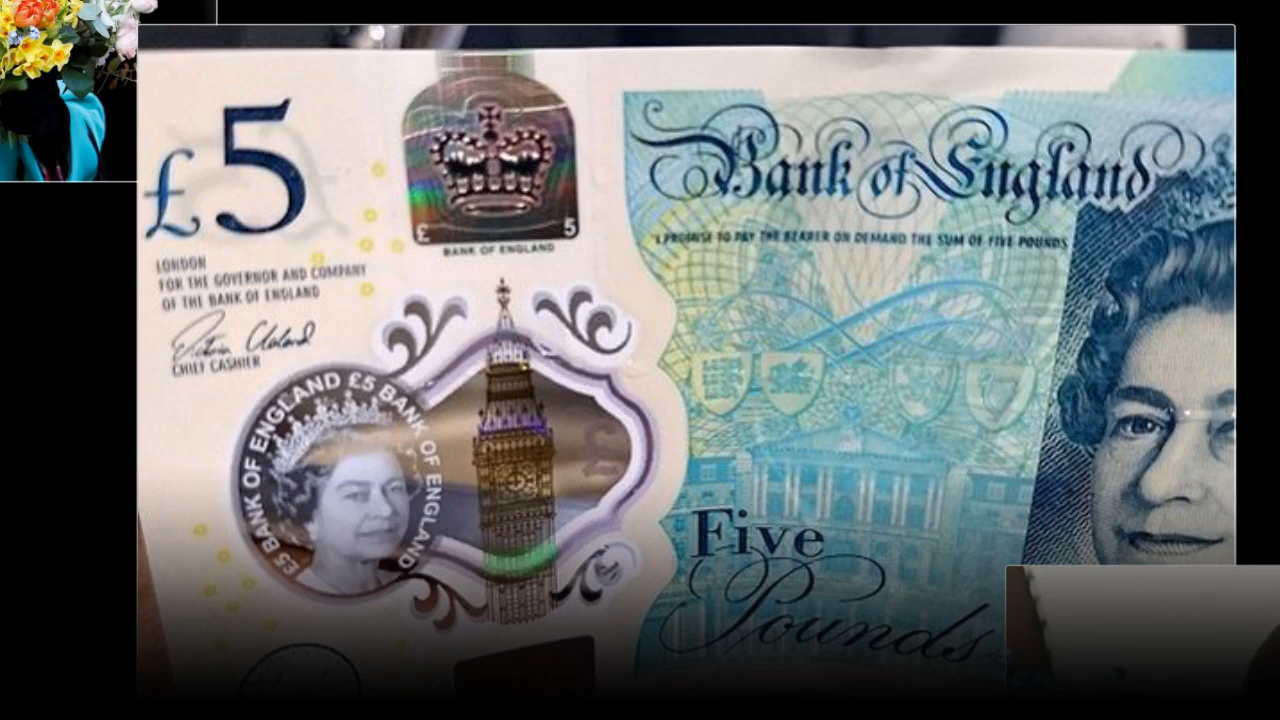 £5
£ 5
BANK OF ENGLAND
Bank of England
I PROMISE TO PAY THE BEARER ON DEMAND THE SUM OF FIVE POUNDS
LONDON
FOR THE GOVERNOR AND COMPANY
OF THE BANK OF ENGLAND
CHIEF CASHIER
£5 BANK OF ENGLAND £5 BANK OF ENGLAND
Five
Pounds